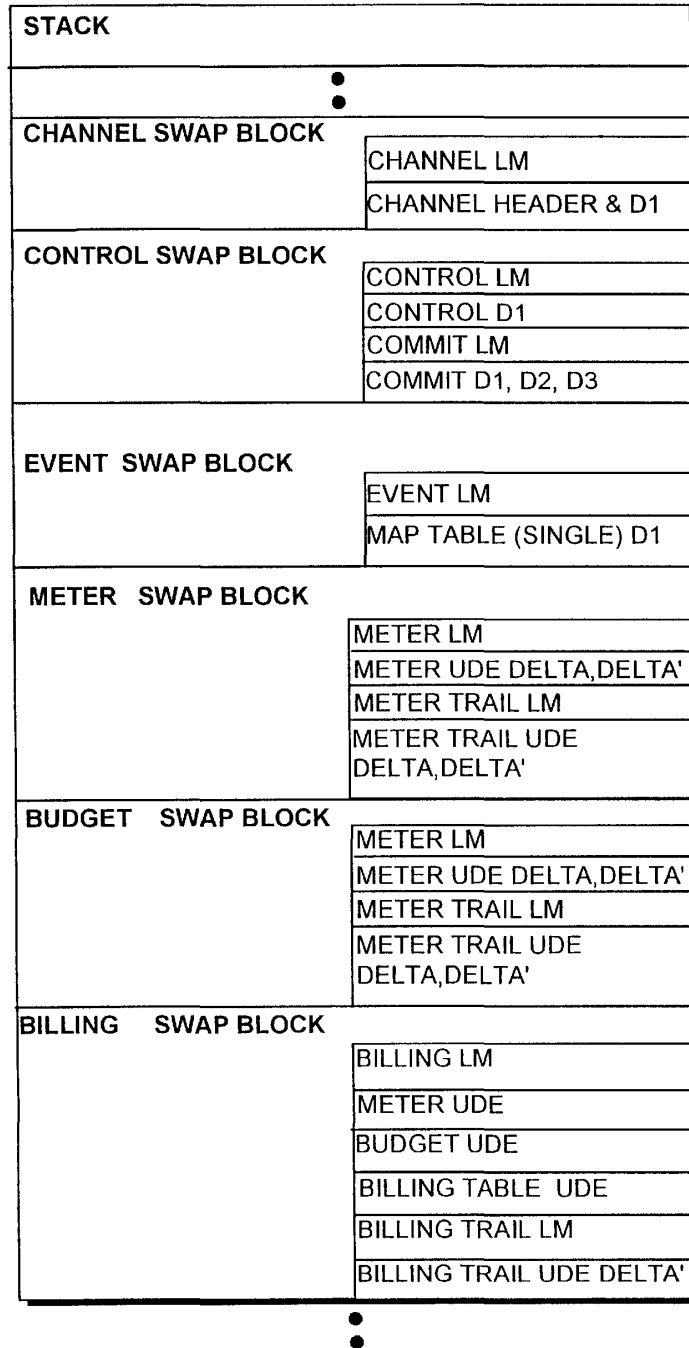 STACK
CHANNEL SWAP BLOCK
CHANNEL LM
CHANNEL HEADER & D1
CONTROL SWAP BLOCK
CONTROL LM
CONTROL D1
COMMIT LM
COMMIT D1, D2, D3
EVENT SWAP BLOCK
EVENT LM
MAP TABLE (SINGLE) D1
METER SWAP BLOCK
METER LM
METER UDE DELTA,DELTA'
METER TRAIL LM
METER TRAIL UDE
DELTA,DELTA'
BUDGET SWAP BLOCK
METER LM
METER UDE DELTA,DELTA'
METER TRAIL LM
METER TRAIL UDE
DELTA,DELTA'
BILLING SWAP BLOCK
BILLING LM
METER UDE
BUDGET UDE
BILLING TABLE UDE
BILLING TRAIL LM
BILLING TRAIL UDE DELTA'